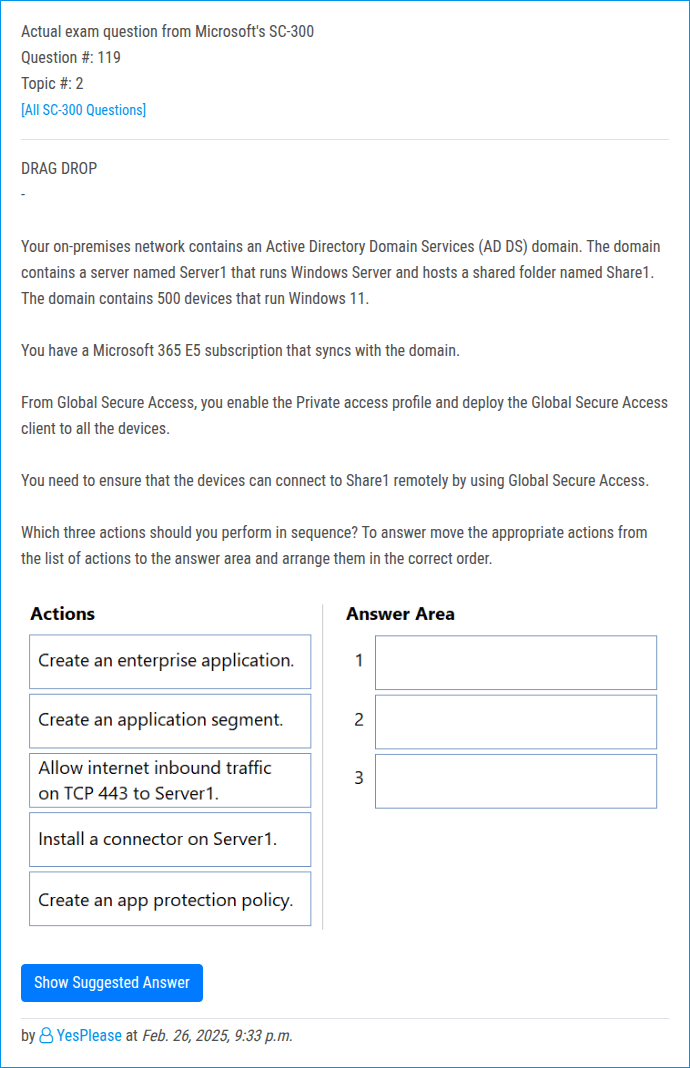 Actual exam question from Microsoft's SC-300
Question #: 119
Topic #: 2
[All SC-300 Questions]
DRAG DROP
-
Your on-premises network contains an Active Directory Domain Services (AD DS) domain. The domain
contains a server named Server1 that runs Windows Server and hosts a shared folder named Share1.
The domain contains 500 devices that run Windows 11.
You have a Microsoft 365 E5 subscription that syncs with the domain.
From Global Secure Access, you enable the Private access profile and deploy the Global Secure Access
client to all the devices.
You need to ensure that the devices can connect to Share1 remotely by using Global Secure Access.
Which three actions should you perform in sequence? To answer move the appropriate actions from
the list of actions to the answer area and arrange them in the correct order.
Actions
Create an enterprise application.
Create an application segment.
Allow internet inbound traffic
on TCP 443 to Server1.
Install a connector on Server1.
Create an app protection policy.
Answer Area
1
2
3
Show Suggested Answer
by YesPlease at Feb. 26, 2025, 9:33 p.m.